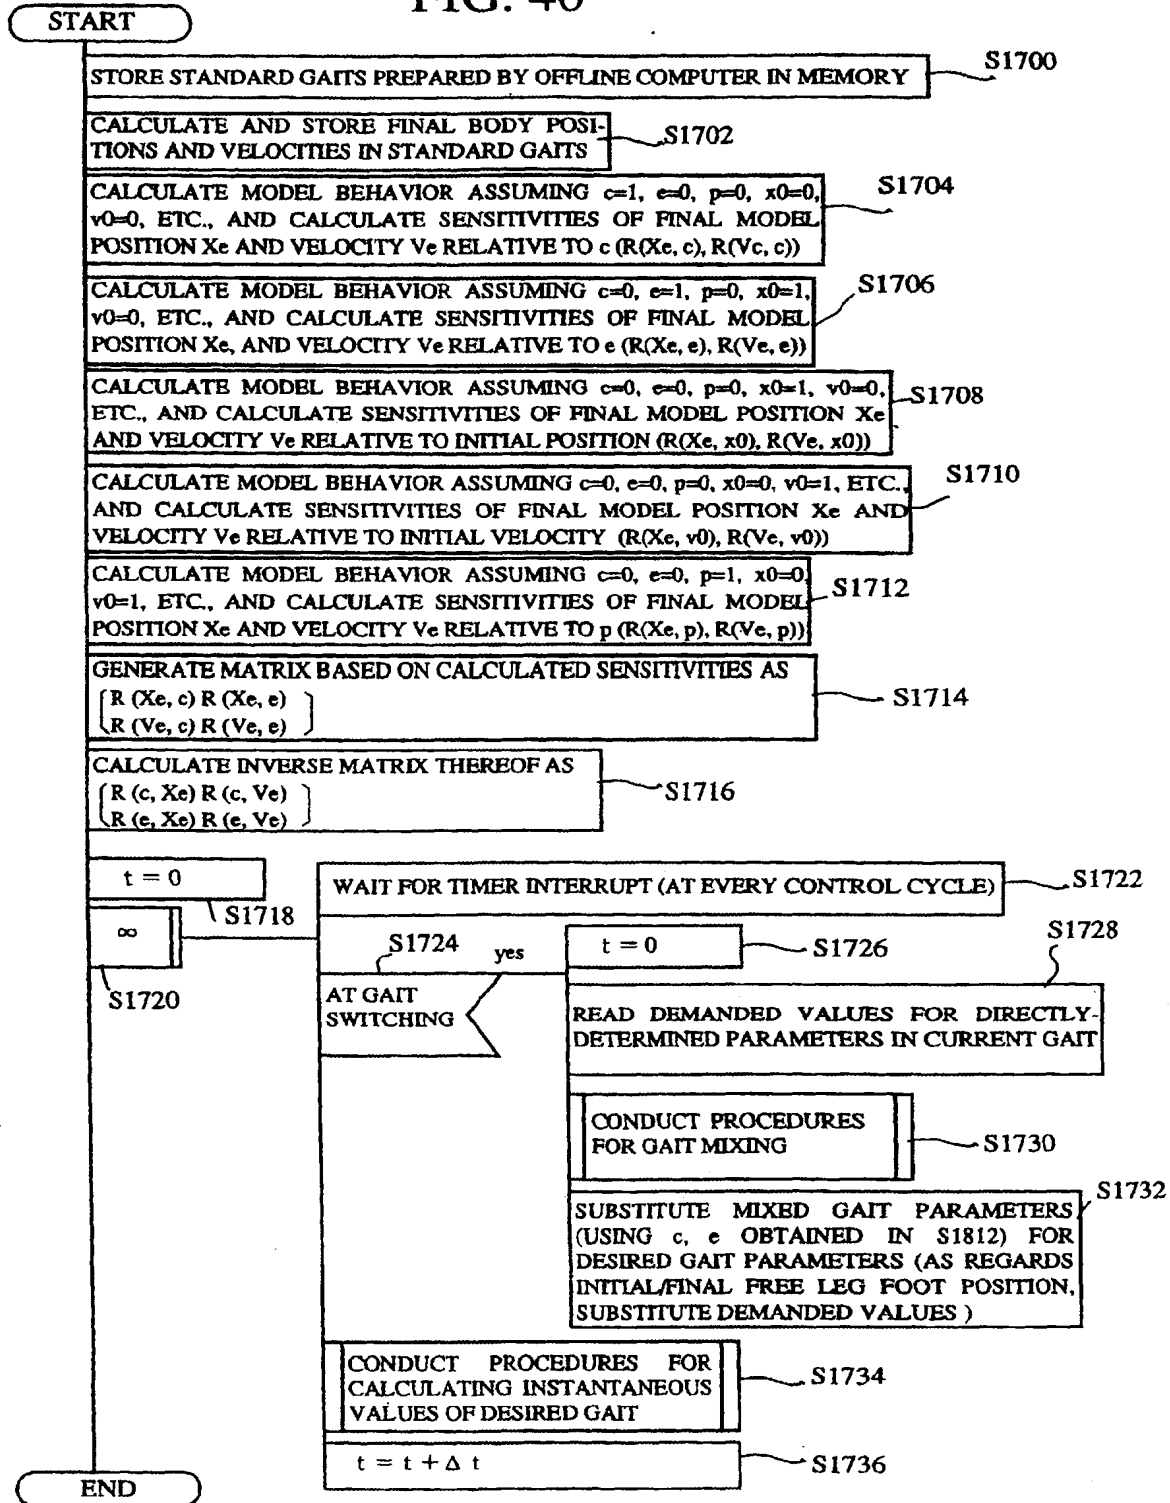 FIG. 40
START
STORE STANDARD GAITS PREPARED BY OFFLINE COMPUTER IN MEMORY
S1700
CALCULATE AND STORE FINAL BODY POSI-
TIONS AND VELOCITIES IN STANDARD GAITS
S1702
CALCULATE MODEL BEHAVIOR ASSUMING c=1, e=0, p=0, x0=0,
v0=0, ETC., AND CALCULATE SENSITIVITIES OF FINAL MODEL
POSITION Xe AND VELOCITY Ve RELATIVE TO c (R(Xe, c), R(Vc, c))
S1704
CALCULATE MODEL BEHAVIOR ASSUMING c=0, e=1, p=0, x0=1,
v0=0, ETC., AND CALCULATE SENSITIVITIES OF FINAL MODEL
POSITION Xe, AND VELOCITY Ve RELATIVE TO e (R(Xe, e), R(Ve, e))
S1706
CALCULATE MODEL BEHAVIOR ASSUMING c=0, e=0, p=0, x0=1, v0=0,
ETC., AND CALCULATE SENSITIVITIES OF FINAL MODEL POSITION Xe
AND VELOCITY Ve RELATIVE TO INITIAL POSITION (R(Xe, x0), R(Ve, x0))
S1708
CALCULATE MODEL BEHAVIOR ASSUMING c=0, e=0, p=0, x0=0, v0=1, ETC.,
AND CALCULATE SENSITIVITIES OF FINAL MODEL POSITION Xe AND
VELOCITY Ve RELATIVE TO INITIAL VELOCITY (R(Xe, v0), R(Ve, v0))
S1710
CALCULATE MODEL BEHAVIOR ASSUMING c=0, e=0, p=1, x0=0,
v0=1, ETC., AND CALCULATE SENSITIVITIES OF FINAL MODEL
POSITION Xe AND VELOCITY Ve RELATIVE TO p (R(Xe, p), R(Ve, p))
S1712
GENERATE MATRIX BASED ON CALCULATED SENSITIVITIES AS
R (Xe, c) R (Xe, e)
R (Ve, c) R (Ve, e)
S1714
CALCULATE INVERSE MATRIX THEREOF AS
R (c, Xe) R (c, Ve)
R (e, Xe) R (e, Ve)
S1716
t = 0
S1718
∞
S1720
WAIT FOR TIMER INTERRUPT (AT EVERY CONTROL CYCLE)
S1722
S1724
yes
AT GAIT
SWITCHING
t = 0
S1726
S1728
READ DEMANDED VALUES FOR DIRECTLY-
DETERMINED PARAMETERS IN CURRENT GAIT
CONDUCT PROCEDURES
FOR GAIT MIXING
S1730
S1732
SUBSTITUTE MIXED GAIT PARAMETERS
(USING c, e OBTAINED IN S1812) FOR
DESIRED GAIT PARAMETERS (AS REGARDS
INITIAL/FINAL FREE LEG FOOT POSITION,
SUBSTITUTE DEMANDED VALUES )
CONDUCT PROCEDURES FOR
CALCULATING INSTANTANEOUS
VALUES OF DESIRED GAIT
S1734
t = t + Δ t
S1736
END